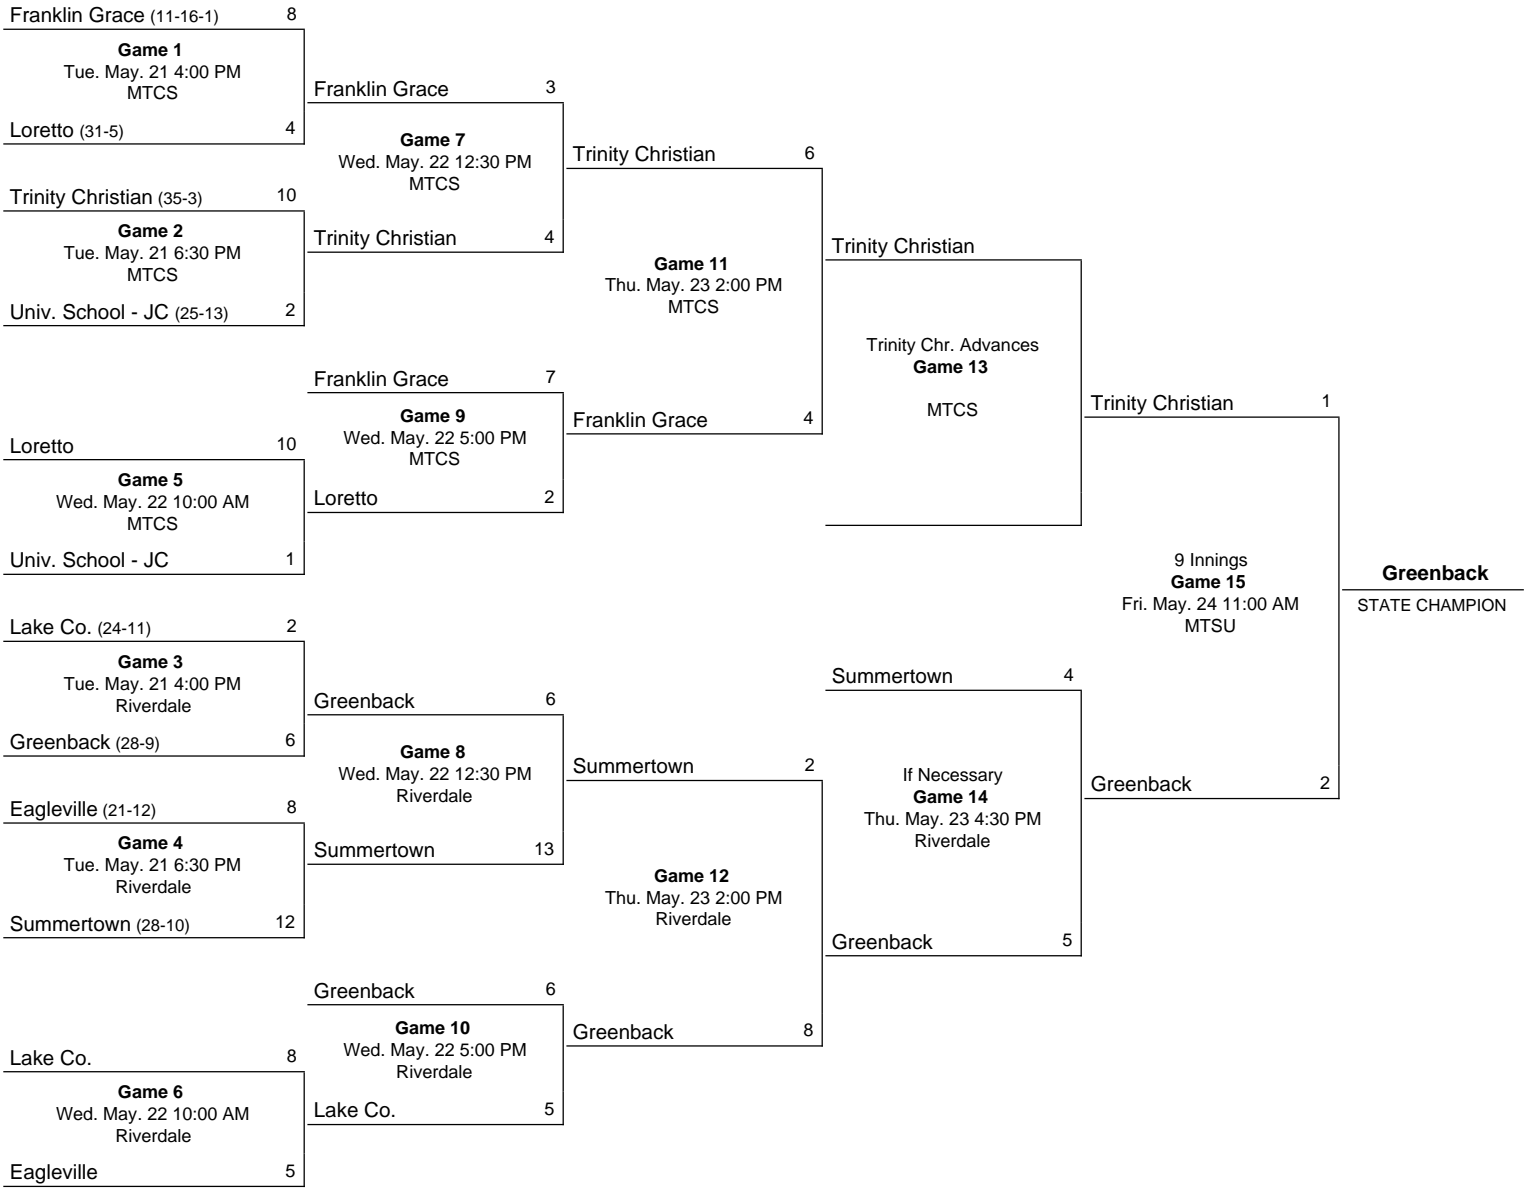 Franklin Grace (11-16-1) 8
Game 1
Tue. May. 21 4:00 PM
MTCS
Loretto (31-5) 4
Trinity Christian (35-3) 10
Game 2
Tue. May. 21 6:30 PM
MTCS
Univ. School - JC (25-13) 2
Loretto 10
Game 5
Wed. May. 22 10:00 AM
MTCS
Univ. School - JC 1
Lake Co. (24-11) 2
Game 3
Tue. May. 21 4:00 PM
Riverdale
Greenback (28-9) 6
Eagleville (21-12) 8
Game 4
Tue. May. 21 6:30 PM
Riverdale
Summertown (28-10) 12
Lake Co. 8
Game 6
Wed. May. 22 10:00 AM
Riverdale
Eagleville 5
Franklin Grace 3
Game 7
Wed. May. 22 12:30 PM
MTCS
Trinity Christian 4
Franklin Grace 7
Game 9
Wed. May. 22 5:00 PM
MTCS
Loretto 2
Greenback 6
Game 8
Wed. May. 22 12:30 PM
Riverdale
Summertown 13
Greenback 6
Game 10
Wed. May. 22 5:00 PM
Riverdale
Lake Co. 5
Trinity Christian 6
Game 11
Thu. May. 23 2:00 PM
MTCS
Franklin Grace 4
Summertown 2
Game 12
Thu. May. 23 2:00 PM
Riverdale
Greenback 8
Trinity Christian
Trinity Chr. Advances
Game 13
MTCS
Summertown 4
If Necessary
Game 14
Thu. May. 23 4:30 PM
Riverdale
Greenback 5
Trinity Christian 1
9 Innings
Game 15
Fri. May. 24 11:00 AM
MTSU
Greenback 2
Greenback
STATE CHAMPION